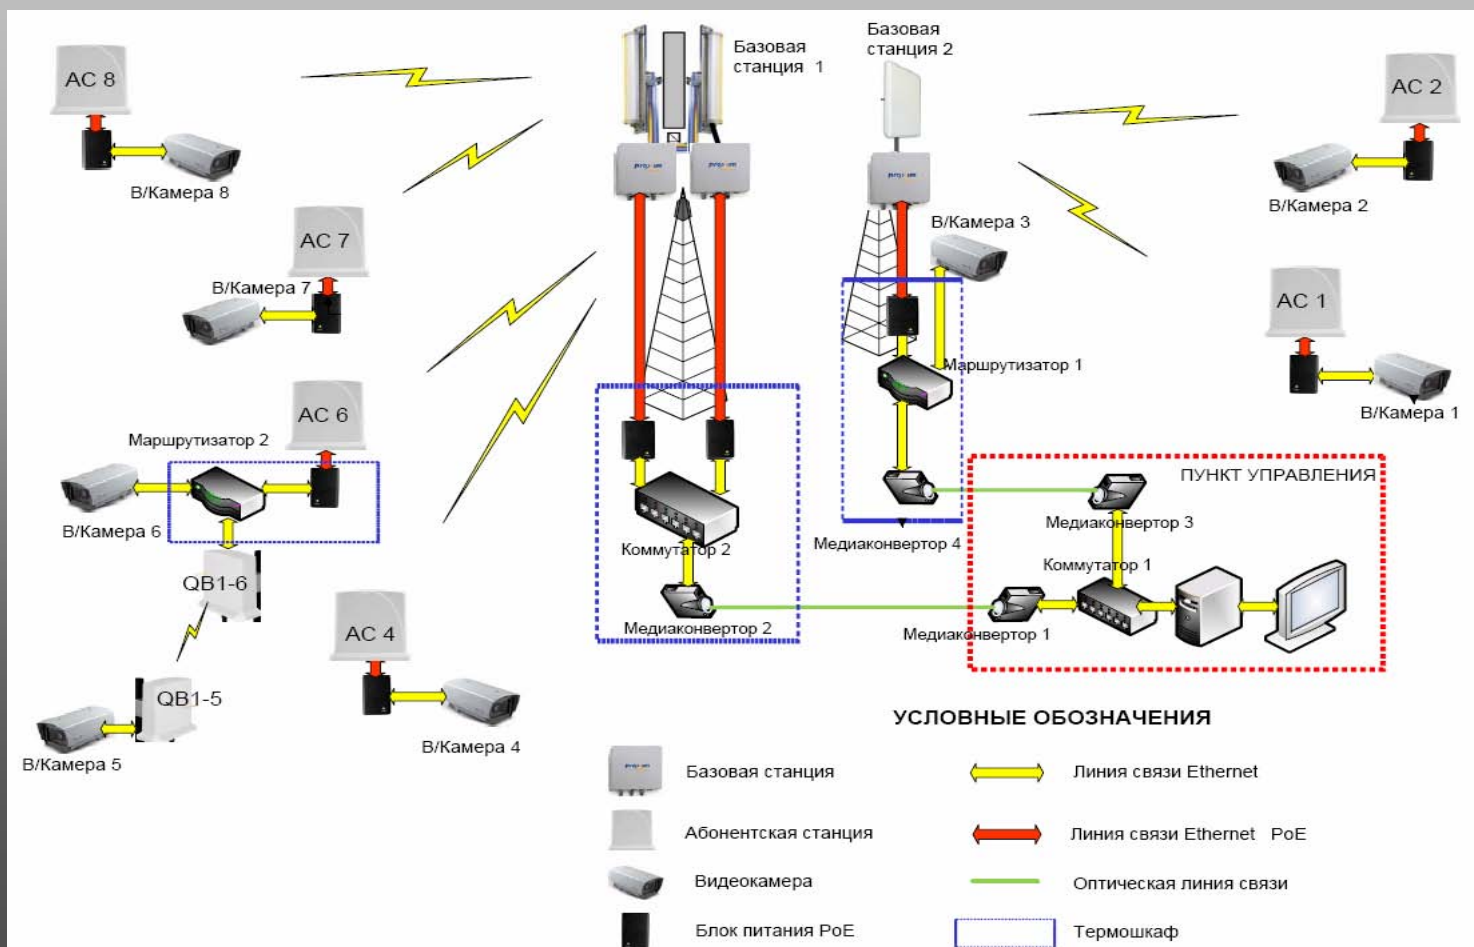 Базовая
станция 1
Базовая
станция 2
АС 8
В/Камера 8
АС 2
В/Камера 2
АС 7
В/Камера 7
В/Камера 3
АС 1
В/Камера 1
АС 6
Маршрутизатор 2
В/Камера 6
Маршрутизатор 1
ПУНКТ УПРАВЛЕНИЯ
Медиаконвертор 3
Медиаконвертор 4
Коммутатор 2
Коммутатор 1
QB1-6
Медиаконвертор 2
Медиаконвертор 1
АС 4
QB1-5
В/Камера 4
В/Камера 5
УСЛОВНЫЕ ОБОЗНАЧЕНИЯ
Базовая станция
Линия связи Ethernet
Абонентская станция
Линия связи Ethernet PoE
Видеокамера
Оптическая линия связи
Блок питания PoE
Термошкаф